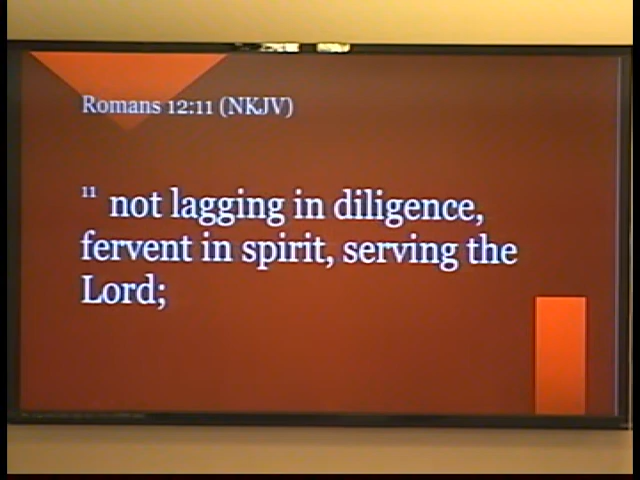 Romans 12:11 (NKJV)
11 not lagging in diligence,
fervent in spirit, serving the
Lord;